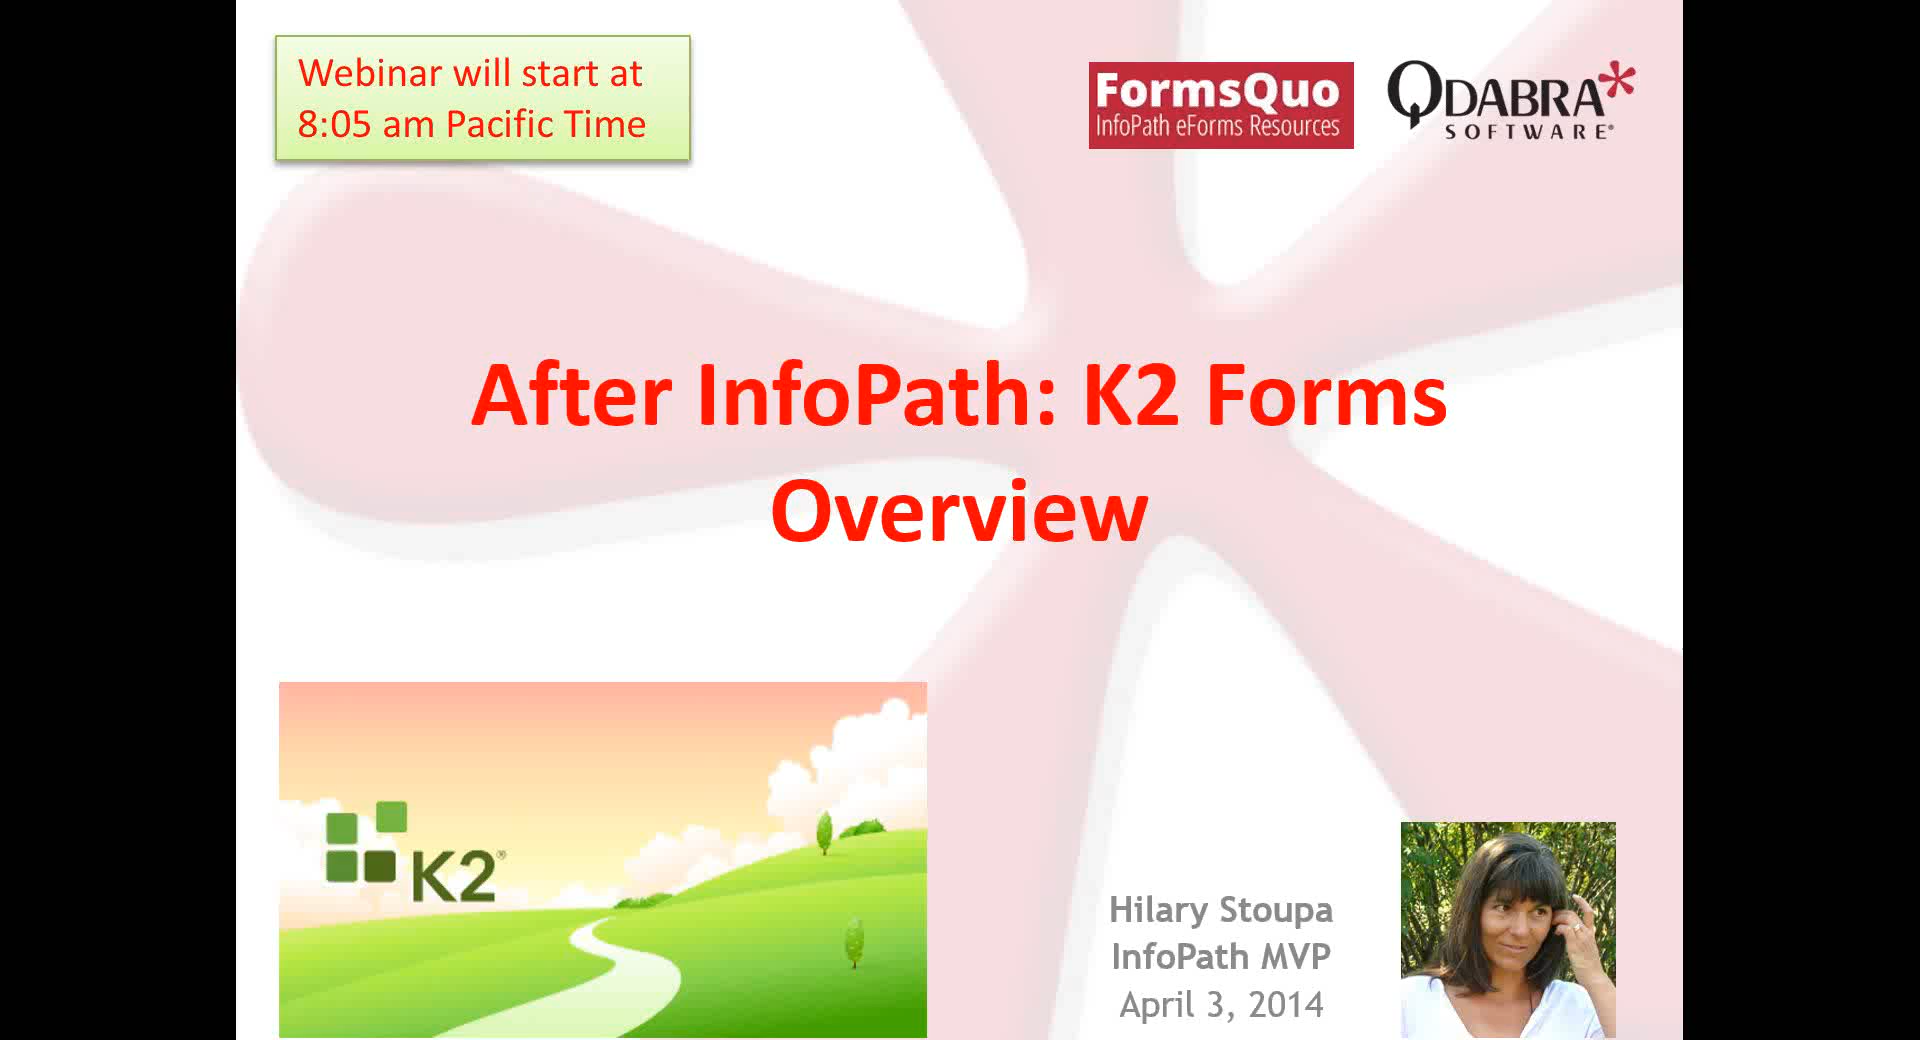 Webinar will start at
8:05 am Pacific Time
FormsQuo
InfoPath eForms Resources
QDABRA
SOFTWARE®
After InfoPath: K2 Forms
Overview
K2®
Hilary Stoupa
InfoPath MVP
April 3, 2014